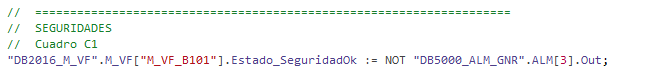 // ====================================================================
// SEGURIDADES
// Cuadro C1
"DB2016_M_VF".M_VF["M_VF_B101"].Estado_SeguridadOk := NOT "DB5000_ALM_GNR".ALM[3].Out;